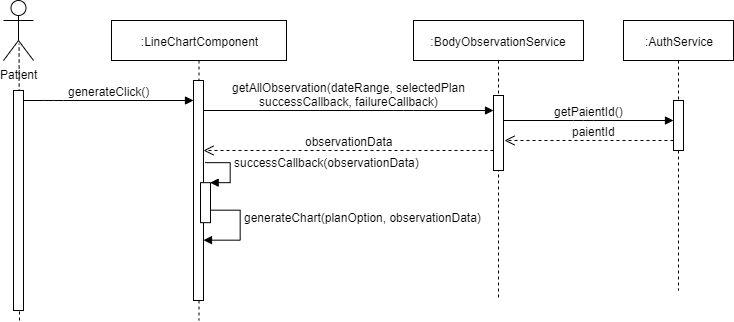 :LineChartComponent
:BodyObservationService
:AuthService
Patient
generateClick()
getAllObservation(dateRange, selectedPlan
successCallback, failureCallback)
getPaientId()
paientId
observationData
successCallback(observationData)
generateChart(planOption, observationData)